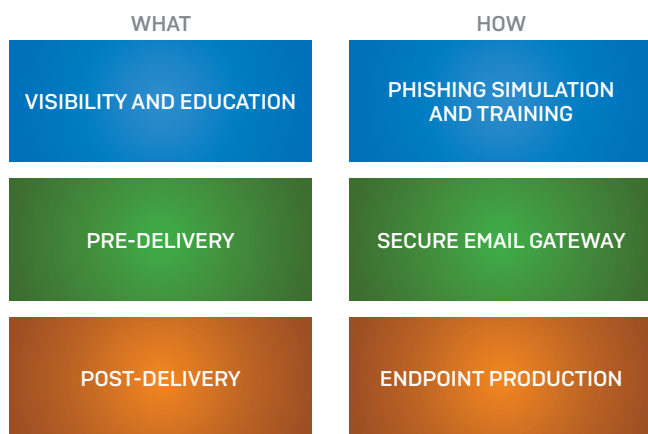 WHAT
HOW
VISIBILITY AND EDUCATION
PHISHING SIMULATION
AND TRAINING
PRE-DELIVERY
SECURE EMAIL GATEWAY
POST-DELIVERY
ENDPOINT PRODUCTION